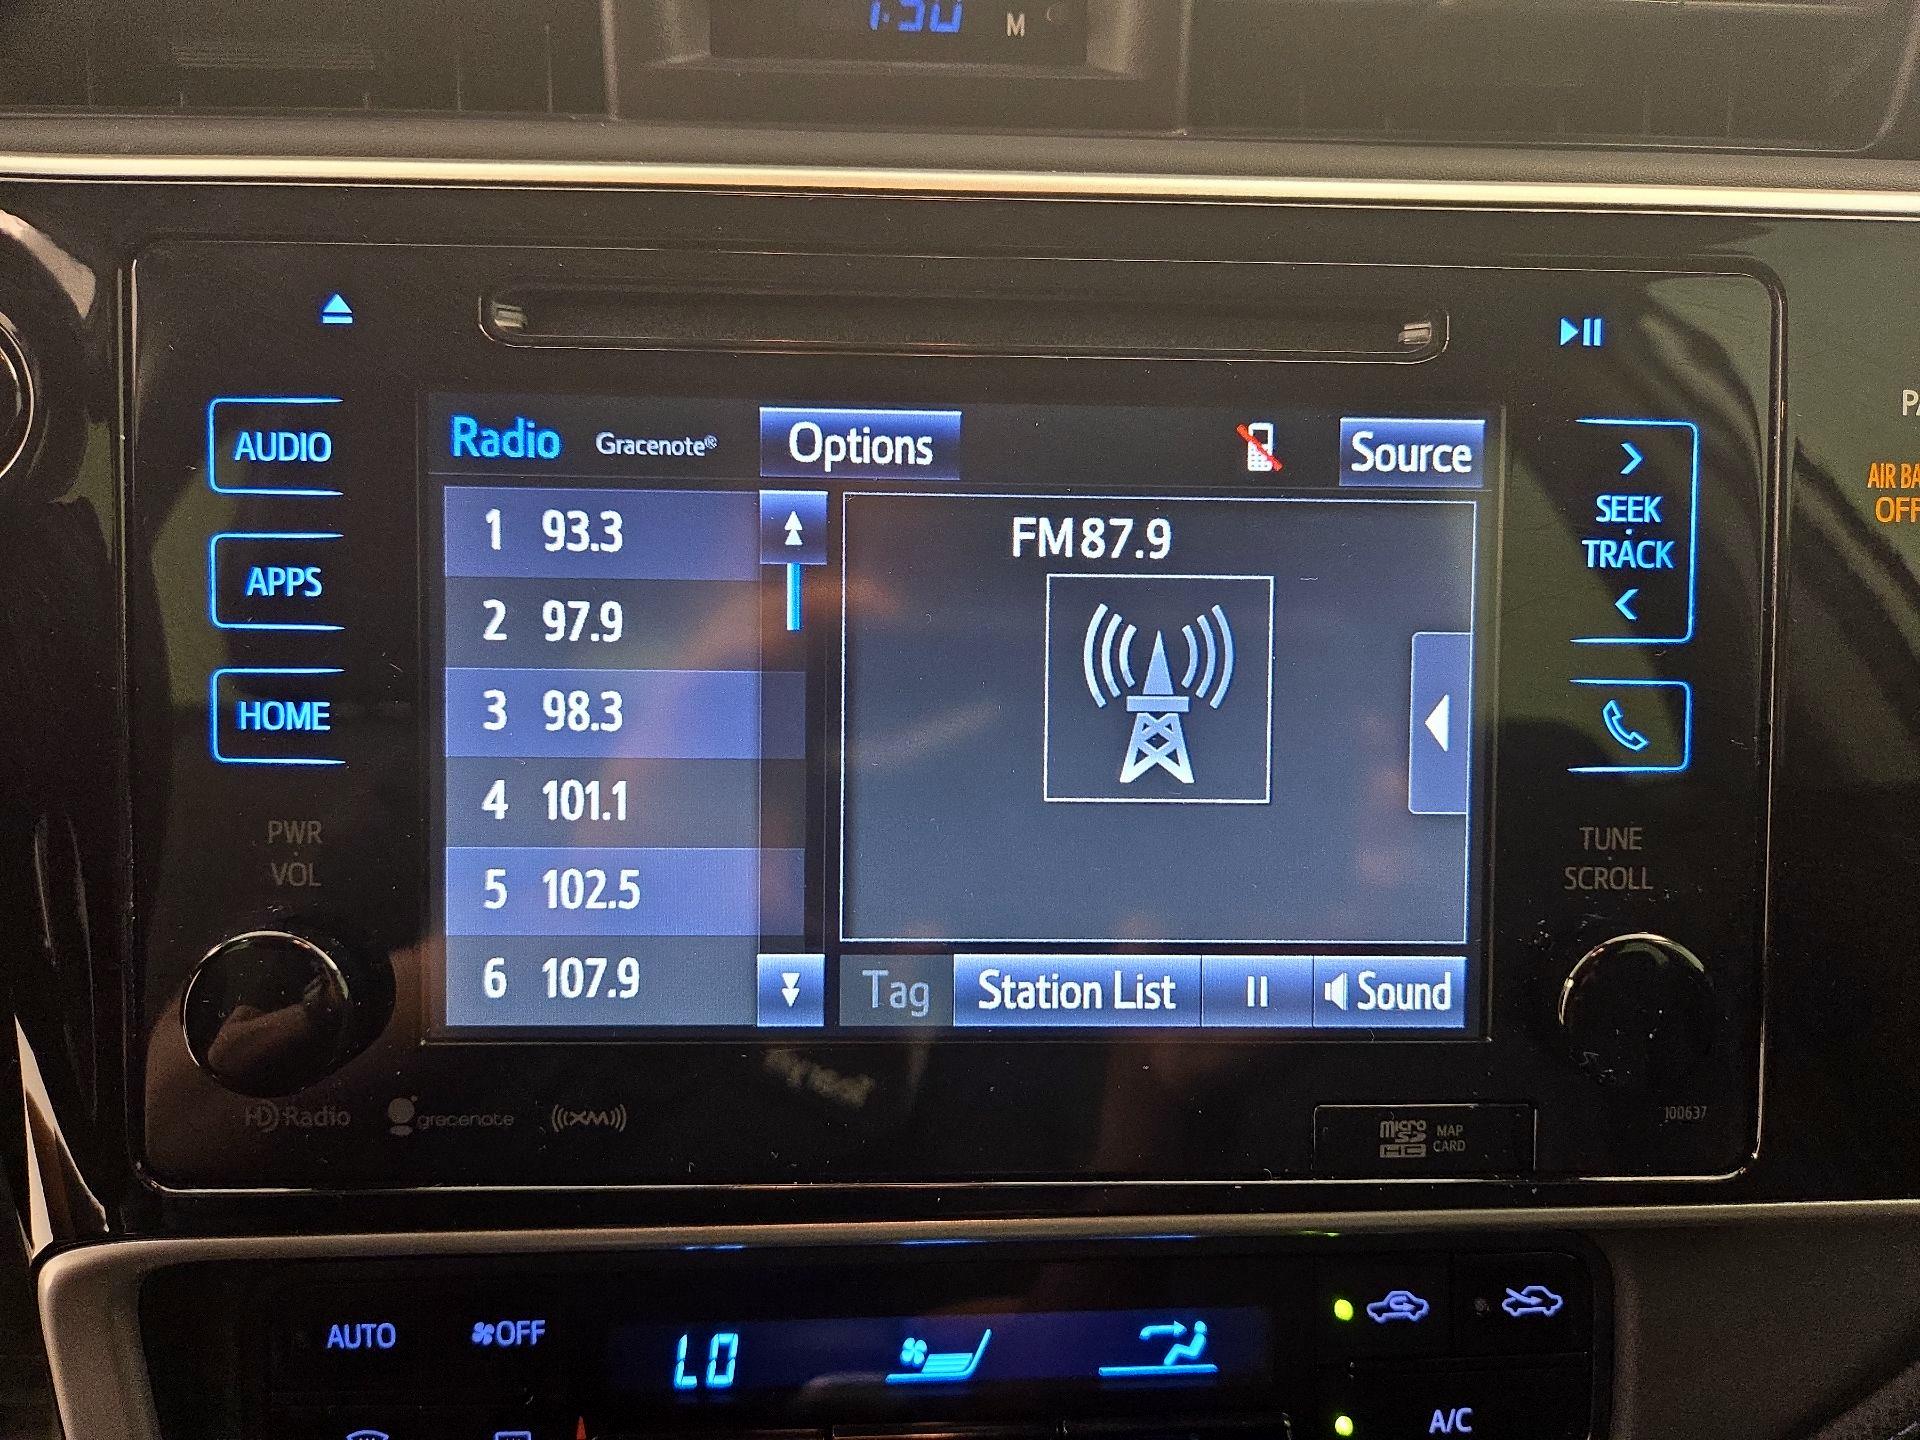 M
AUDIO
APPS
HOME
PWR
VOL
Radio Gracenote® Options Source
1 93.3
2 97.9
3 98.3
4 101.1
5 102.5
6 107.9
FM87.9
Tag Station List Sound
SEEK
TRACK
TUNE
SCROLL
AIR BA
OFF
HD Radio gracenote ((XM))
micro SD HC MAP CARD
100637
AUTO OFF LO
A/C